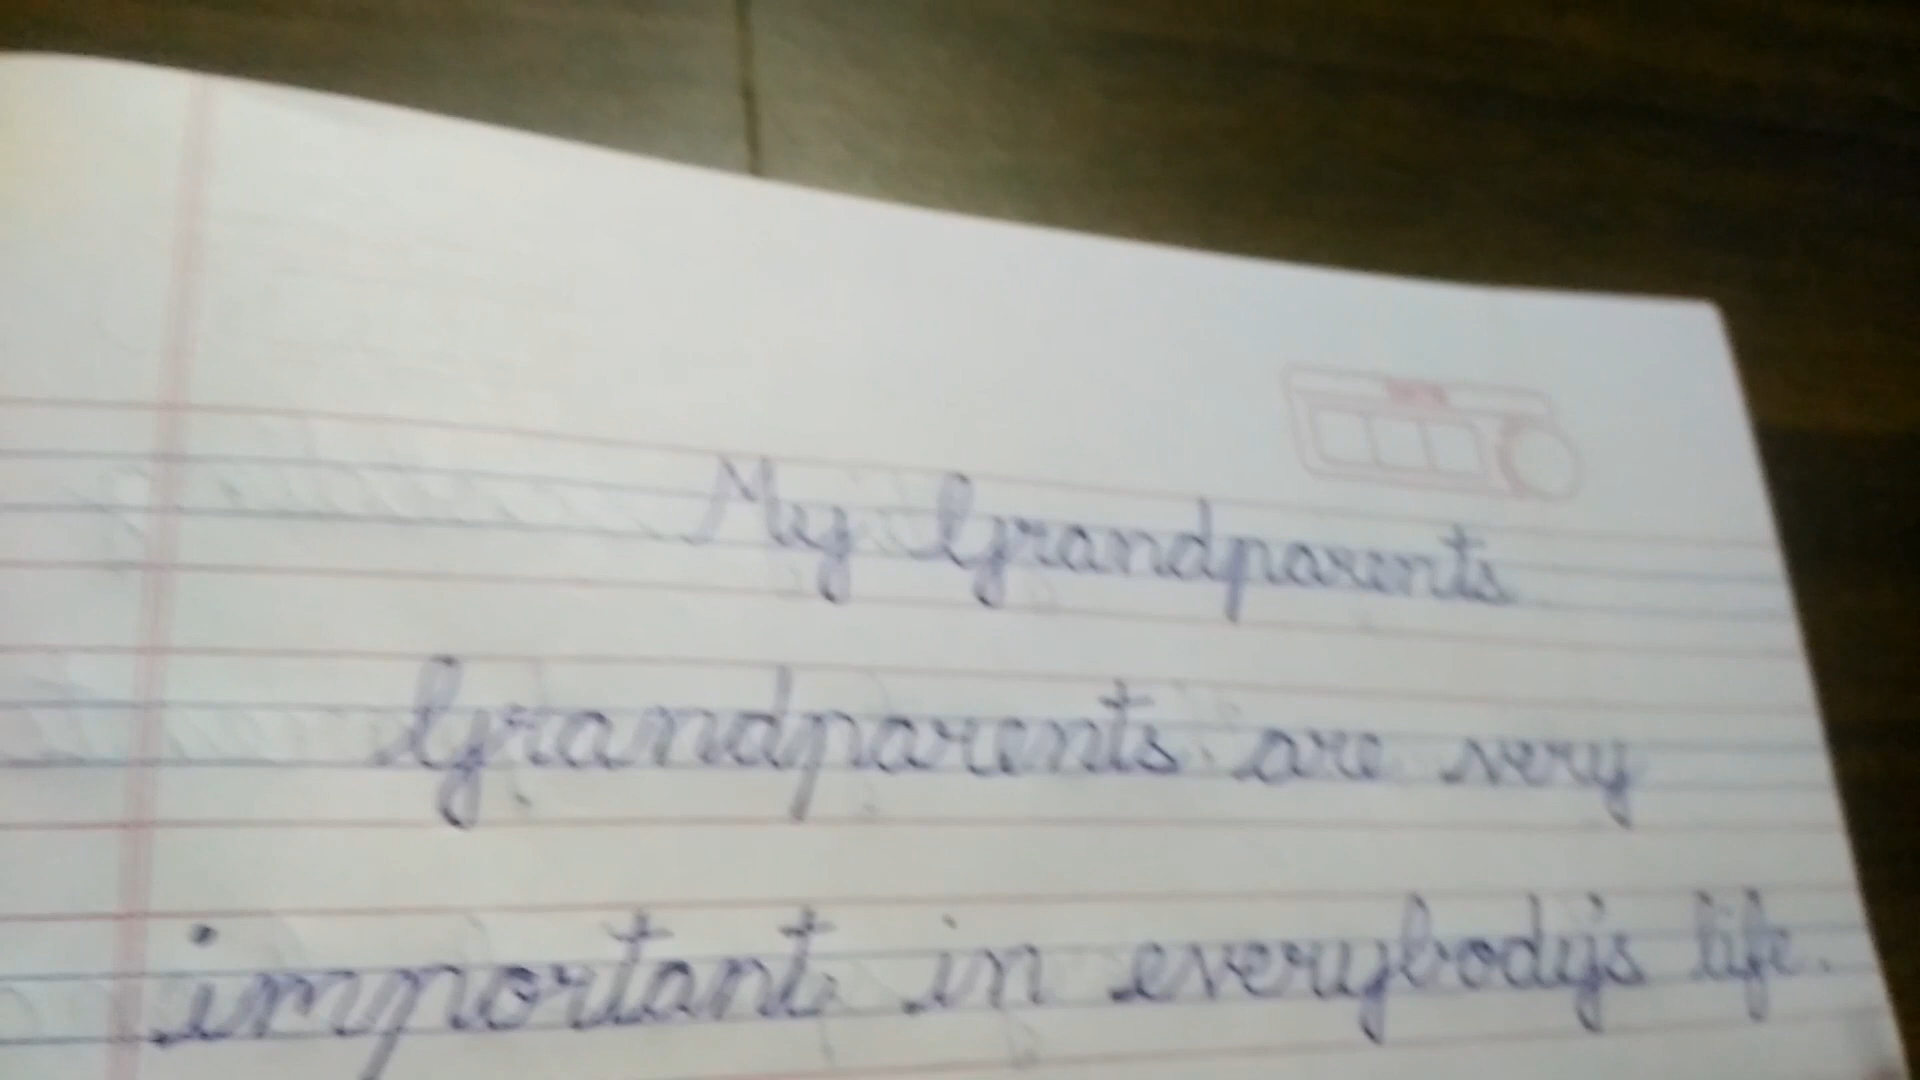 My Grandparents
Grandparents are very
important in everybody's life.